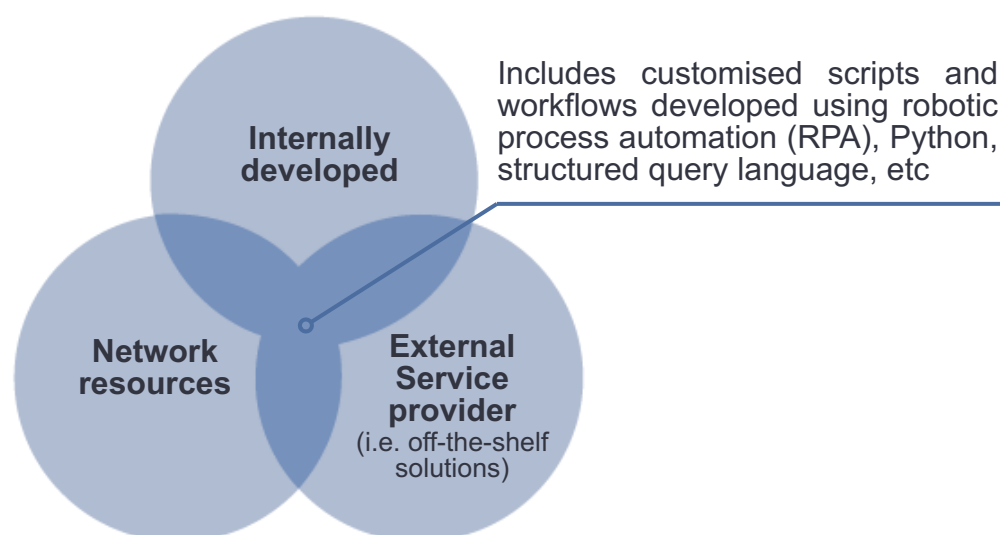 Includes customised scripts and
workflows developed using robotic
process automation (RPA), Python,
structured query language, etc
Internally
developed
Network
resources
External
Service
provider
(i.e. off-the-shelf
solutions)